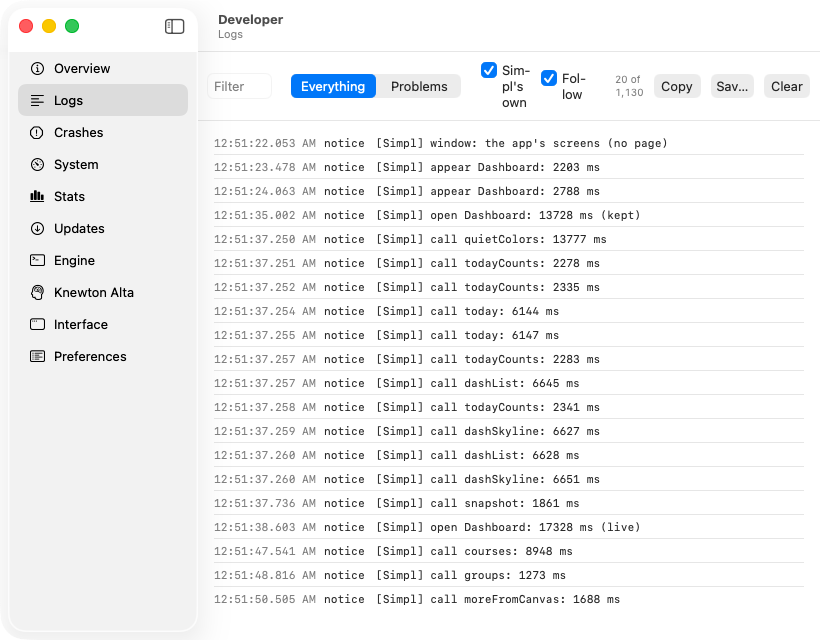 Developer
Logs
Overview
Logs
Crashes
System
Stats
Updates
Engine
Knewton Alta
Interface
Preferences
Filter
Everything
Problems
Sim-
pl's
own
Fol-
low
20 of
1,130
Copy
Sav...
Clear
12:51:22.053 AM notice [Simpl] window: the app's screens (no page)
12:51:23.478 AM notice [Simpl] appear Dashboard: 2203 ms
12:51:24.063 AM notice [Simpl] appear Dashboard: 2788 ms
12:51:35.002 AM notice [Simpl] open Dashboard: 13728 ms (kept)
12:51:37.250 AM notice [Simpl] call quietColors: 13777 ms
12:51:37.251 AM notice [Simpl] call todayCounts: 2278 ms
12:51:37.252 AM notice [Simpl] call todayCounts: 2335 ms
12:51:37.254 AM notice [Simpl] call today: 6144 ms
12:51:37.255 AM notice [Simpl] call today: 6147 ms
12:51:37.257 AM notice [Simpl] call todayCounts: 2283 ms
12:51:37.257 AM notice [Simpl] call dashList: 6645 ms
12:51:37.258 AM notice [Simpl] call todayCounts: 2341 ms
12:51:37.259 AM notice [Simpl] call dashSkyline: 6627 ms
12:51:37.260 AM notice [Simpl] call dashList: 6628 ms
12:51:37.260 AM notice [Simpl] call dashSkyline: 6651 ms
12:51:37.736 AM notice [Simpl] call snapshot: 1861 ms
12:51:38.603 AM notice [Simpl] open Dashboard: 17328 ms (live)
12:51:47.541 AM notice [Simpl] call courses: 8948 ms
12:51:48.816 AM notice [Simpl] call groups: 1273 ms
12:51:50.505 AM notice [Simpl] call moreFromCanvas: 1688 ms